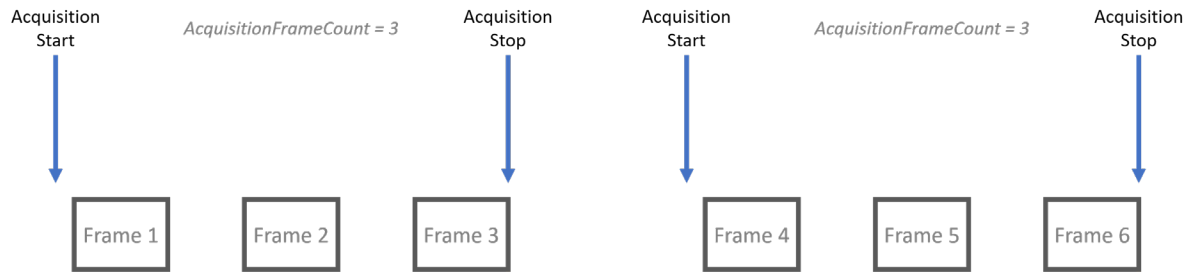 Acquisition
Start
AcquisitionFrameCount = 3
Acquisition
Stop
Acquisition
Start
AcquisitionFrameCount = 3
Acquisition
Stop
Frame 1
Frame 2
Frame 3
Frame 4
Frame 5
Frame 6